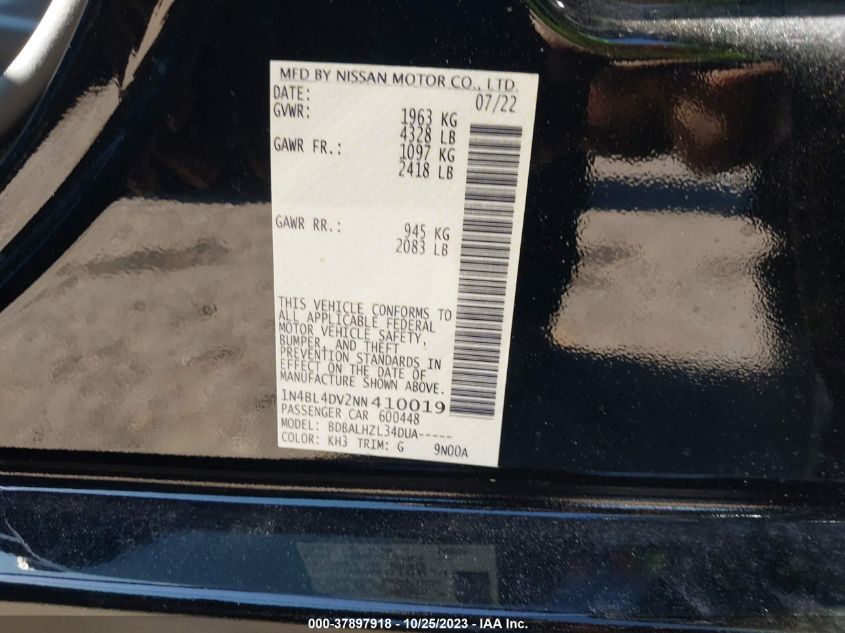 MFD BY NISSAN MOTOR CO., LTD.
DATE: 07/22
GVWR: 1963 KG
4328 LB
GAWR FR.: 1097 KG
2418 LB
GAWR RR.: 945 KG
2083 LB
THIS VEHICLE CONFORMS TO
ALL APPLICABLE FEDERAL
MOTOR VEHICLE SAFETY,
BUMPER, AND THEFT
PREVENTION STANDARDS IN
EFFECT ON THE DATE OF
MANUFACTURE SHOWN ABOVE.
1N4BL4DV2NN410019
PASSENGER CAR 600448
MODEL: BDBALHZL34DUA-----
COLOR: KH3 TRIM: G 9N00A
000-37897918 - 10/25/2023 - IAA Inc.